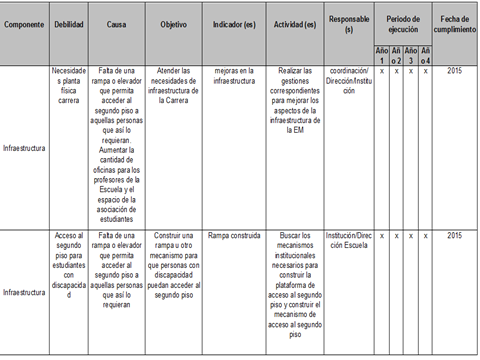 Componente Debilidad Causa Objetivo Indicador (es) Actividad (es) Responsable (s) Periodo de ejecución Fecha de cumplimiento
Año 1 Añ o 2 Año 3 Añ o 4
Infraestructura
Necesidade
s planta
física
carrera
Falta de una
rampa o elevador
que permita
acceder al
segundo piso a
aquellas personas
que así lo
requieran.
Aumentar la
cantidad de
oficinas para los
profesores de la
Escuela y el
espacio de la
asociación de
estudiantes
Atender las
necesidades de
infraestructura de
la Carrera
mejoras en la
infraestructura
Realizar las
gestiones
correspondientes
para mejorar los
aspectos de la
infraestructura de
la EM
coordinación/
Dirección/Institu
ción
x x x x
2015
Infraestructura
Acceso al
segundo
piso para
estudiantes
con
discapacida
d
Falta de una
rampa o elevador
que permita
acceder al
segundo piso a
aquellas personas
que así lo
requieran
Construir una
rampa u otro
mecanismo para
que personas con
discapacidad
puedan acceder al
segundo piso
Rampa construida
Buscar los
mecanismos
institucionales
necesarios para
construir la
plataforma de
acceso al segundo
piso y construir el
mecanismo de
acceso al segundo
piso
Institución/Direc
ción Escuela
x x x x
2015